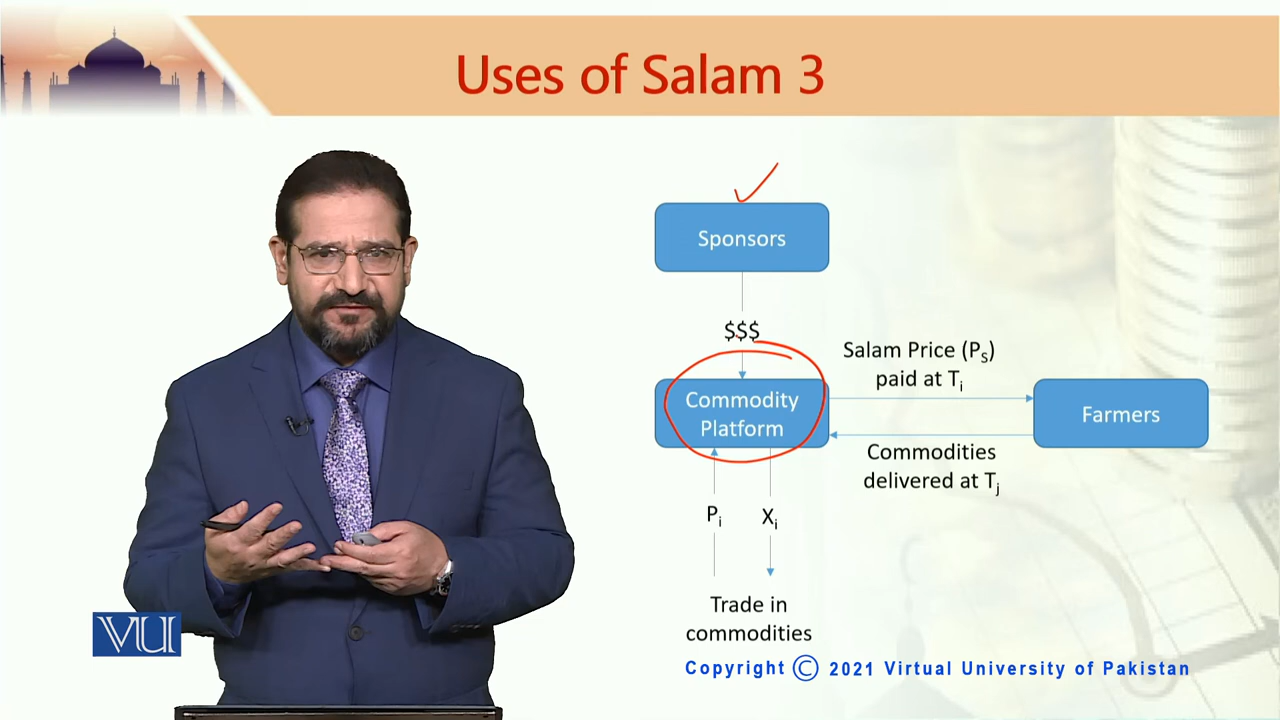 Uses of Salam 3
Sponsors
$$$
Commodity
Platform
Salam Price (Ps)
paid at Ti
Farmers
Commodities
delivered at Tj
Pi
Xi
Trade in
commodities
VU
Copyright © 2021 Virtual University of Pakistan